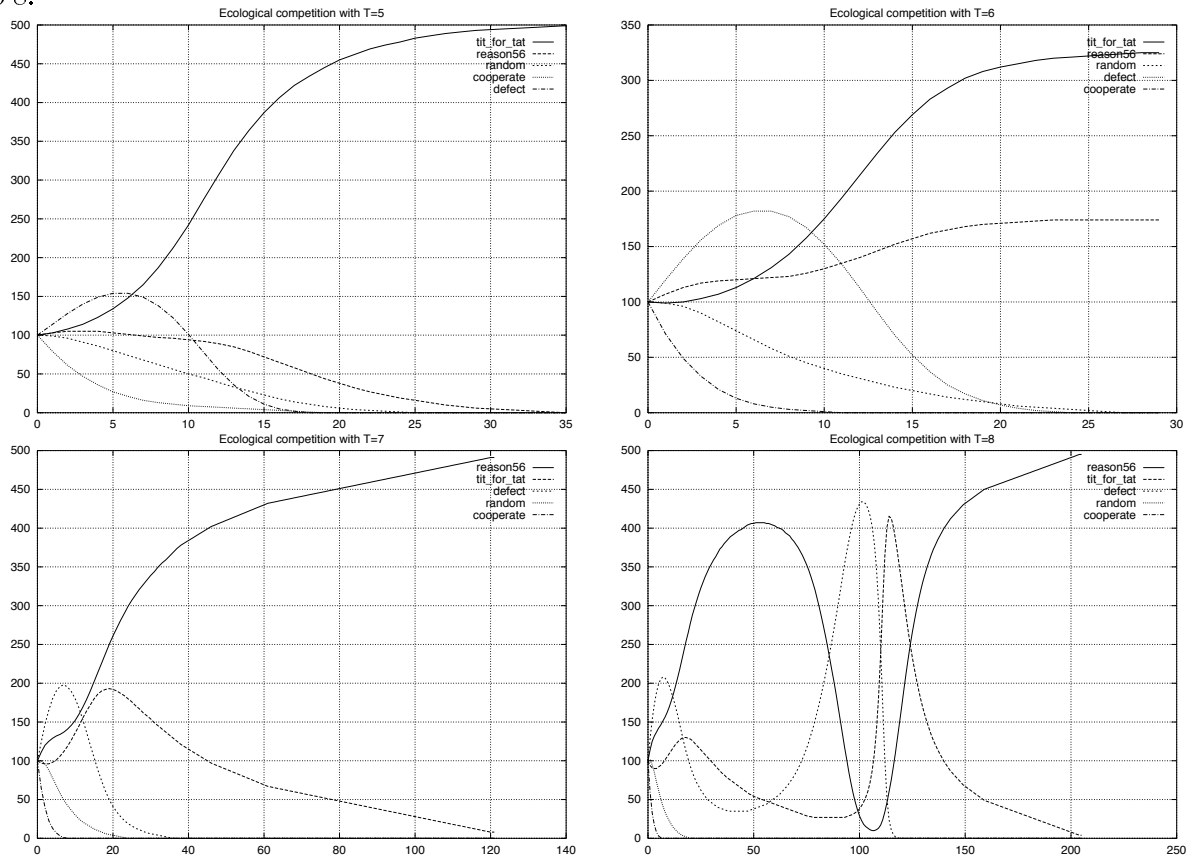 Ecological competition with T=5
500
450
400
350
300
250
200
150
100
50
0
tit_for_tat
reason56
random
cooperate
defect
0 5 10 15 20 25 30 35
Ecological competition with T=6
350
300
250
200
150
100
50
0
tit_for_tat
reason56
random
defect
cooperate
0 5 10 15 20 25 30
Ecological competition with T=7
500
450
400
350
300
250
200
150
100
50
0
reason56
tit_for_tat
defect
random
cooperate
0 20 40 60 80 100 120 140
Ecological competition with T=8
500
450
400
350
300
250
200
150
100
50
0
reason56
tit_for_tat
defect
random
cooperate
0 50 100 150 200 250